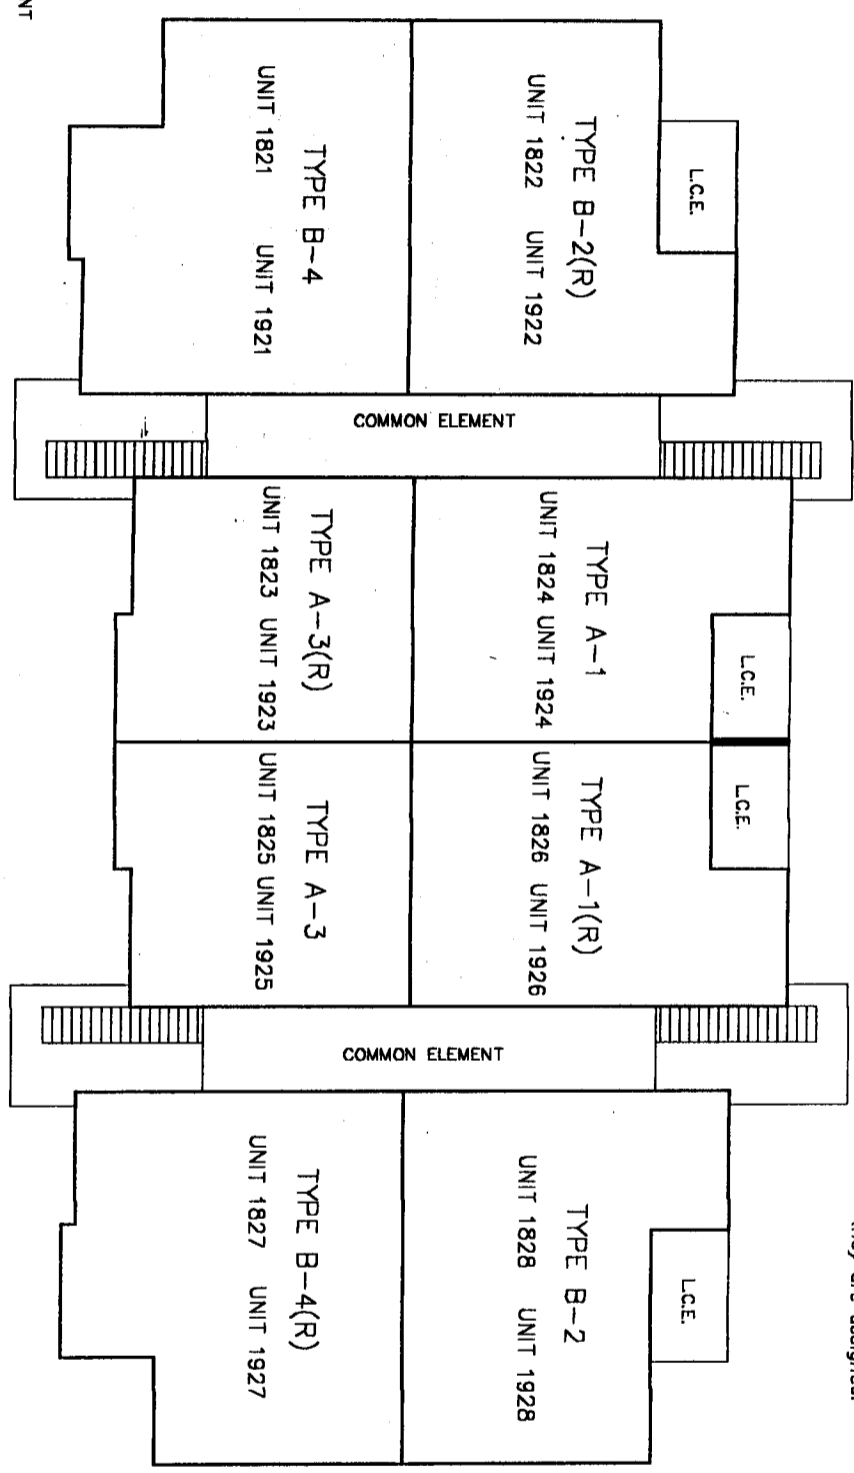 NT
L.C.E.
TYPE B-2(R)
UNIT 1822 UNIT 1922
TYPE B-4
UNIT 1821 UNIT 1921
COMMON ELEMENT
L.C.E.
TYPE A-1
UNIT 1824 UNIT 1924
TYPE A-3(R)
UNIT 1823 UNIT 1923
L.C.E.
TYPE A-1(R)
UNIT 1826 UNIT 1926
TYPE A-3
UNIT 1825 UNIT 1925
COMMON ELEMENT
L.C.E.
TYPE B-2
UNIT 1828 UNIT 1928
TYPE B-4(R)
UNIT 1827 UNIT 1927